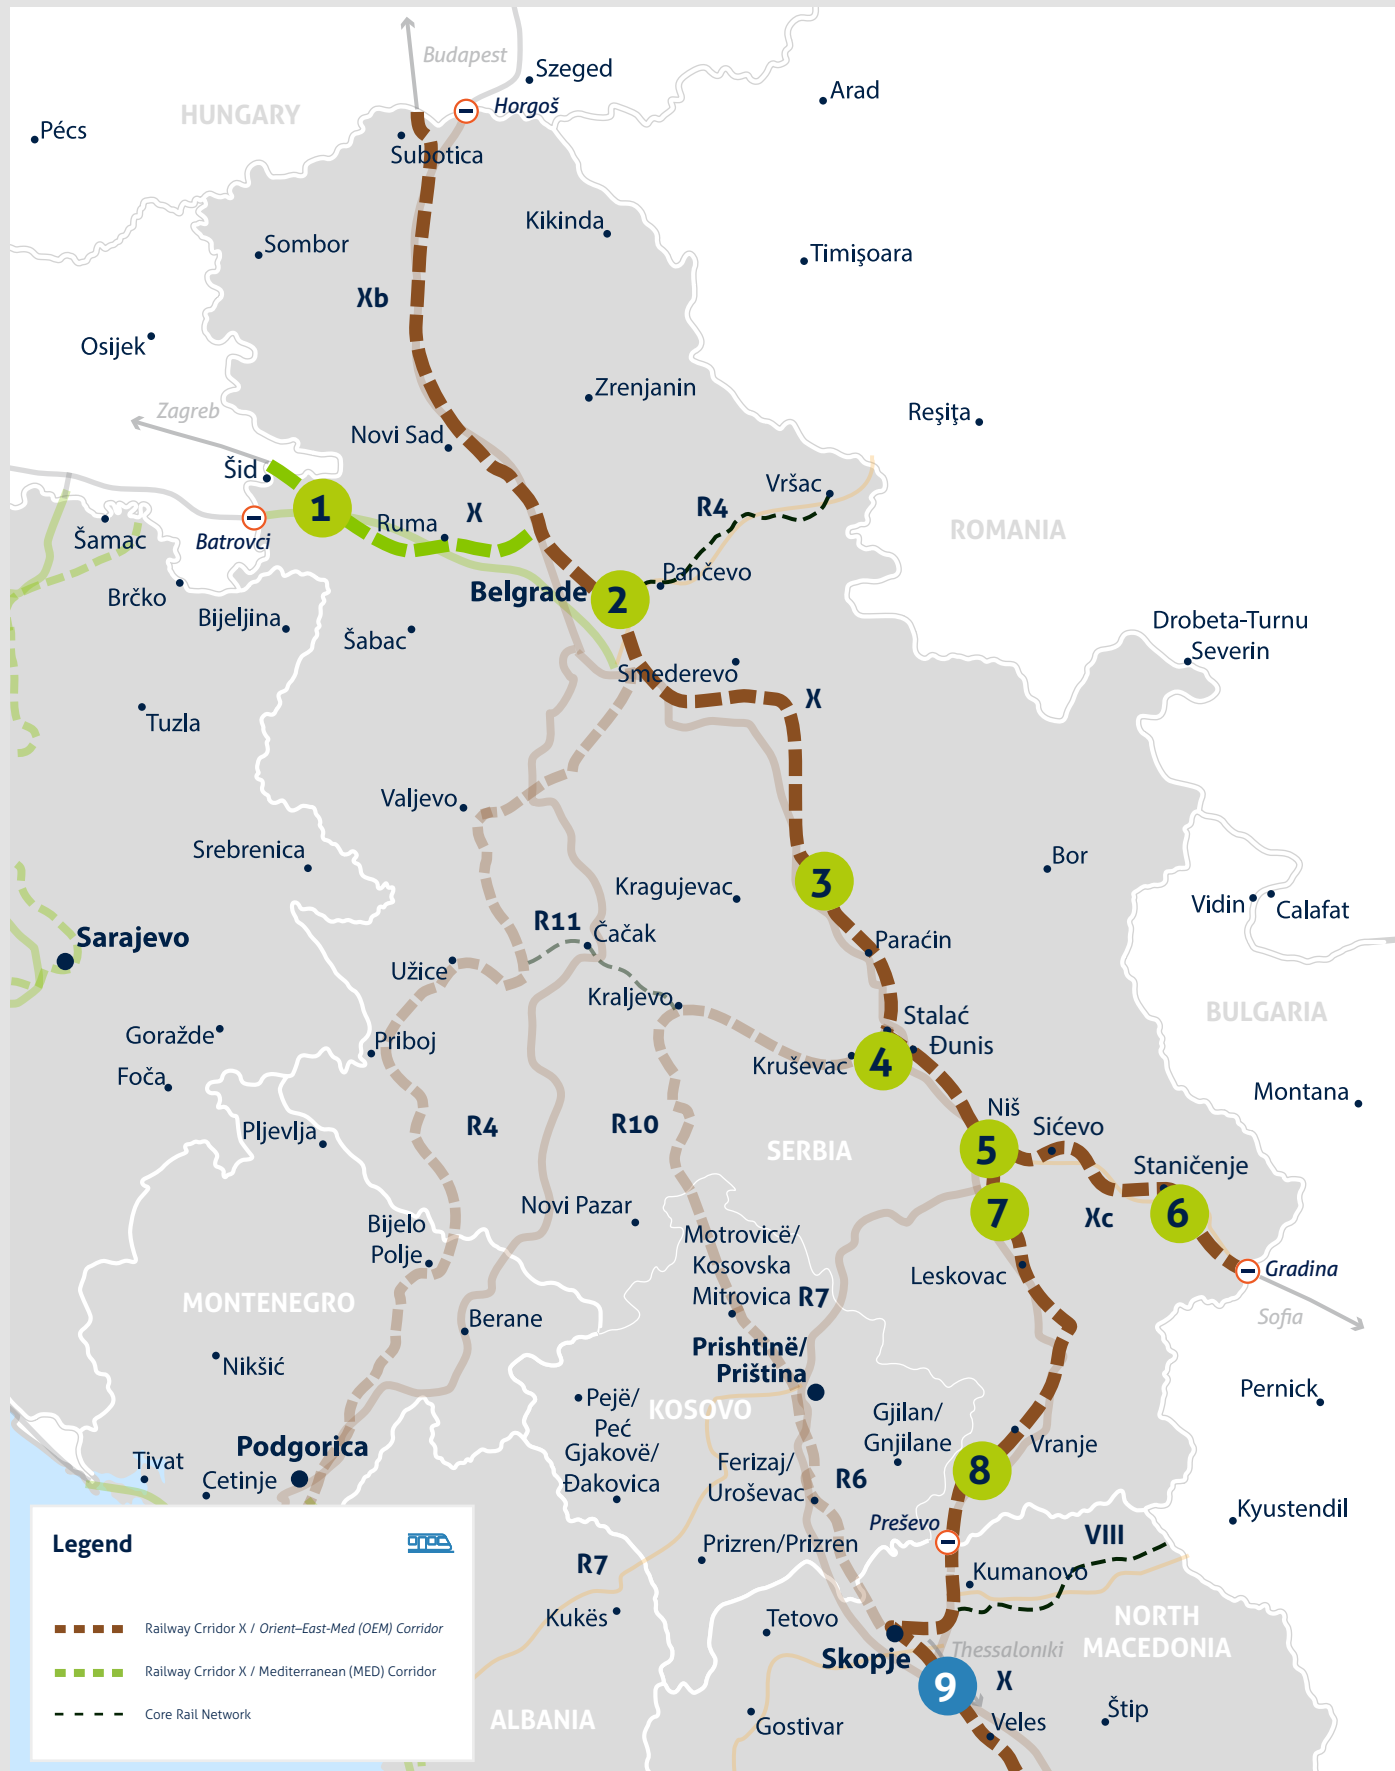 Budapest
Szeged
Arad
Horgoš
HUNGARY
Pécs
Subotica
Kikinda
Sombor
Timişoara
Xb
Osijek
Zrenjanin
Zagreb
Reşiţa
Novi Sad
Šid
Vršac
1
Ruma
X
R4
ROMANIA
Šamac
Batrovci
Pančevo
Belgrade
2
Brčko
Bijeljina
Šabac
Drobeta-Turnu
Severin
Smederevo
X
Tuzla
Valjevo
Srebrenica
Bor
3
Kragujevac
Vidin
Calafat
R11
Čačak
Sarajevo
Paraćin
Užice
Kraljevo
BULGARIA
Stalać
Goražde
Priboj
Đunis
Kruševac
4
Foča
Montana
Niš
R4
R10
Sićevo
Pljevlja
SERBIA
5
Staničenje
Novi Pazar
7
Xc
6
Bijelo
Polje
Motrovicë/
Kosovska
Mitrovica
R7
Leskovac
Gradina
MONTENEGRO
Berane
Sofia
Prishtinë/
Priština
Nikšić
Pejë/
Peć
KOSOVO
Pernick
Gjilan/
Gnjilane
Podgorica
Gjakovë/
Đakovica
Vranje
Tivat
Cetinje
Ferizaj/
Uroševac
R6
8
Kyustendil
Preševo
Legend
Prizren/Prizren
VIII
R7
Kumanovo
Kukës
Tetovo
NORTH
MACEDONIA
Railway Crridor X / Orient–East-Med (OEM) Corridor
Skopje
Thessaloniki
Railway Crridor X / Mediterranean (MED) Corridor
9
X
Core Rail Network
ALBANIA
Gostivar
Veles
Štip